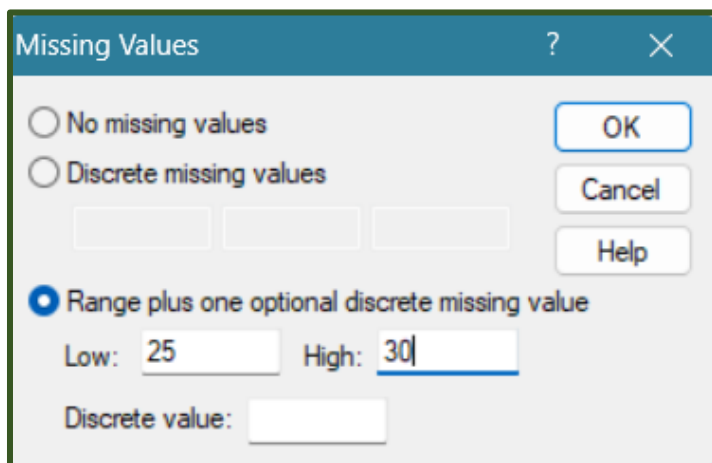 Missing Values ? ×
No missing values OK
Discrete missing values
Cancel
Help
Range plus one optional discrete missing value
Low: 25 High: 30
Discrete value: